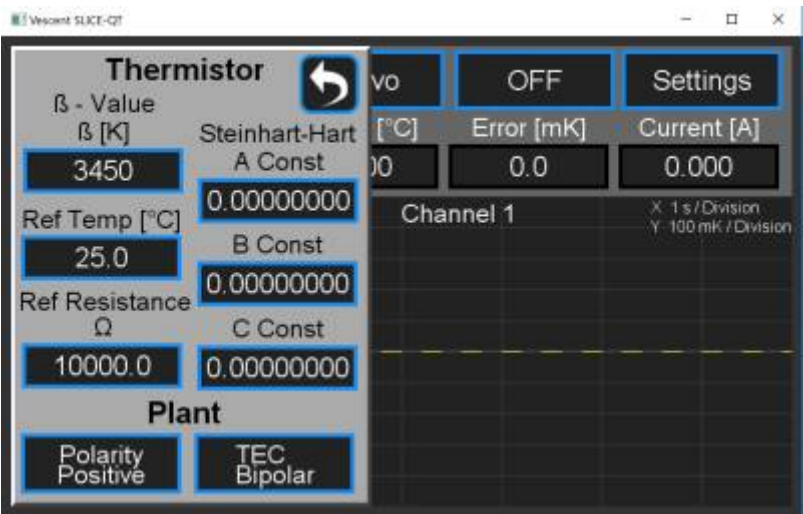 Vescent SLICE-QT
Thermistor
vo
OFF
Settings
ß - Value
ß [K]
3450
Steinhart-Hart
A Const
0.00000000
[°C]
Error [mK]
Current [A]
00
0.0
0.000
Ref Temp [°C]
25.0
B Const
0.00000000
Channel 1
X 1 s / Division
Y 100 mK / Division
Ref Resistance
Ω
10000.0
C Const
0.00000000
Plant
Polarity
Positive
TEC
Bipolar